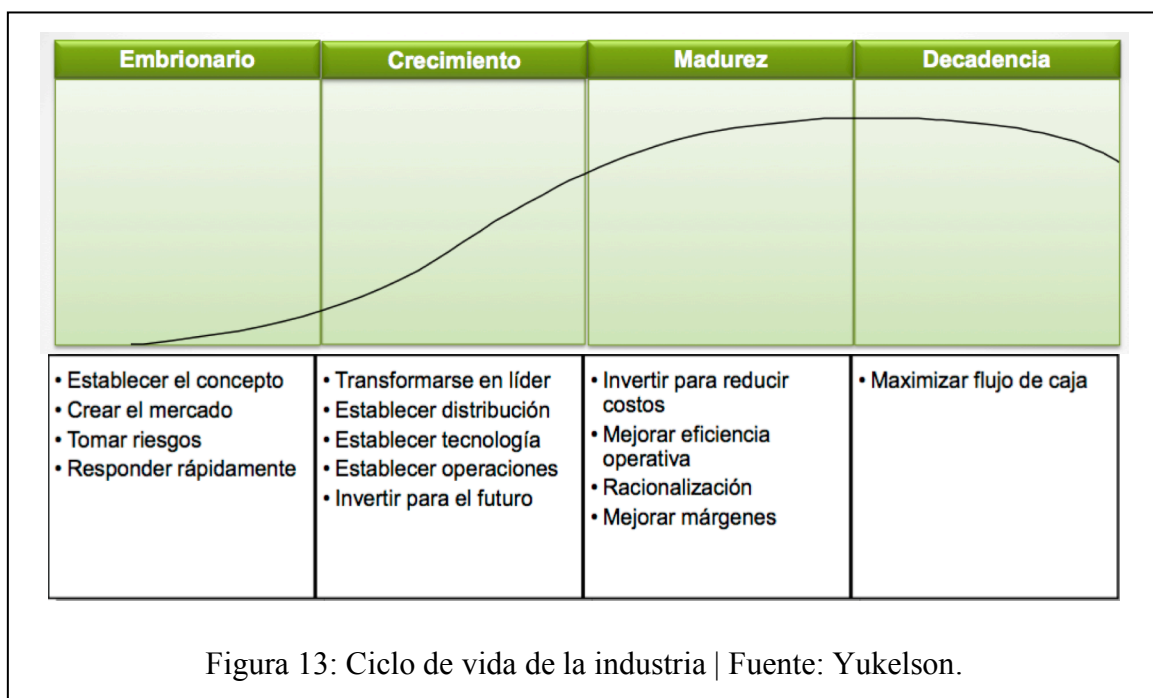 Embrionario
Crecimiento
Madurez
Decadencia
• Establecer el concepto
• Crear el mercado
• Tomar riesgos
• Responder rápidamente
• Transformarse en líder
• Establecer distribución
• Establecer tecnología
• Establecer operaciones
• Invertir para el futuro
• Invertir para reducir
costos
• Mejorar eficiencia
operativa
• Racionalización
• Mejorar márgenes
• Maximizar flujo de caja
Figura 13: Ciclo de vida de la industria | Fuente: Yukelson.